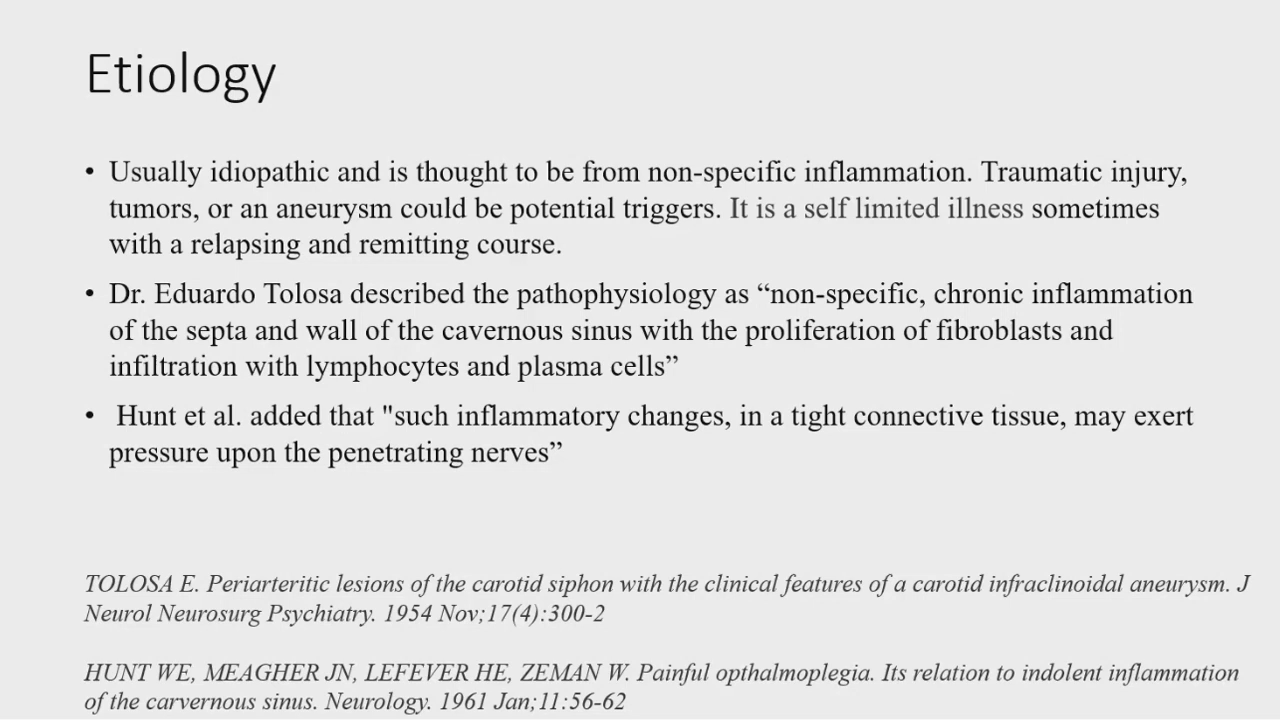 Etiology
• Usually idiopathic and is thought to be from non-specific inflammation. Traumatic injury,
tumors, or an aneurysm could be potential triggers. It is a self limited illness sometimes
with a relapsing and remitting course.
• Dr. Eduardo Tolosa described the pathophysiology as “non-specific, chronic inflammation
of the septa and wall of the cavernous sinus with the proliferation of fibroblasts and
infiltration with lymphocytes and plasma cells”
• Hunt et al. added that "such inflammatory changes, in a tight connective tissue, may exert
pressure upon the penetrating nerves”
TOLOSA E. Periarteritic lesions of the carotid siphon with the clinical features of a carotid infraclinoidal aneurysm. J
Neurol Neurosurg Psychiatry. 1954 Nov;17(4):300-2
HUNT WE, MEAGHER JN, LEFEVER HE, ZEMAN W. Painful opthalmoplegia. Its relation to indolent inflammation
of the carvernous sinus. Neurology. 1961 Jan;11:56-62